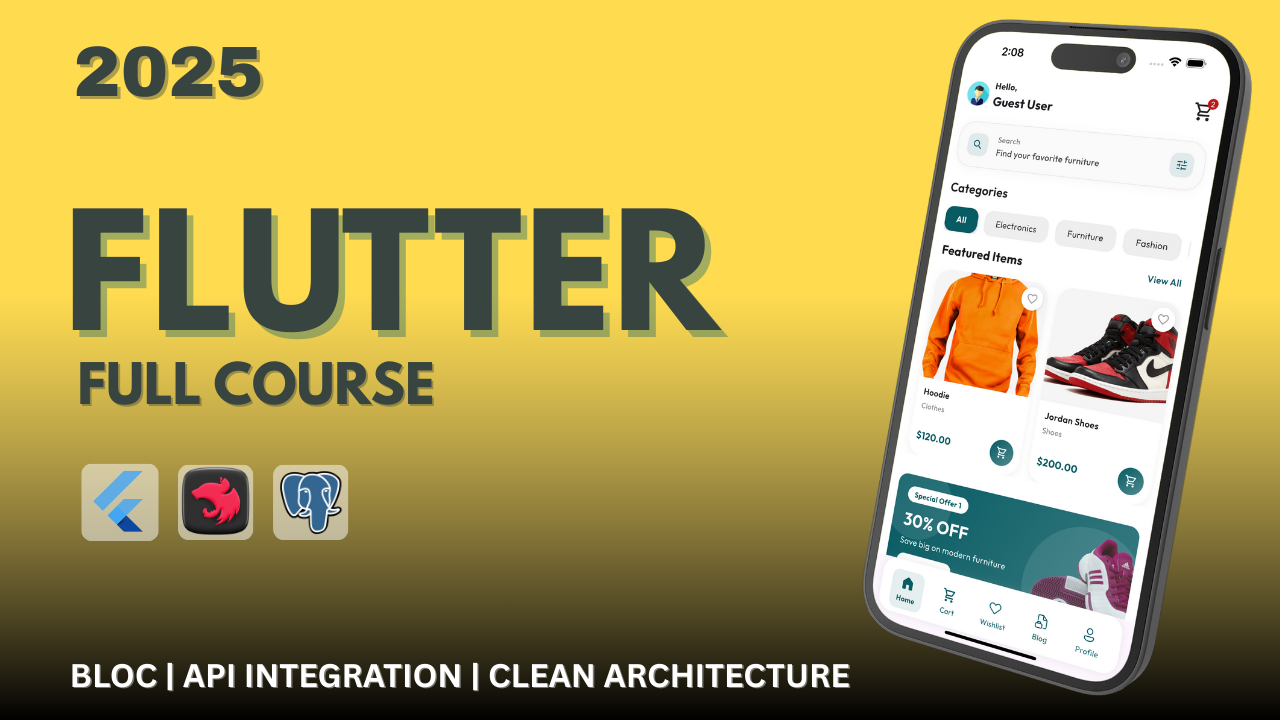 2025
FLUTTER
FULL COURSE
BLOC | API INTEGRATION | CLEAN ARCHITECTURE
2:08
Hello,
Guest User
2
Search
Find your favorite furniture
Categories
All Electronics Furniture Fashion
Featured Items
View All
Hoodie
Clothes
$120.00
Jordan Shoes
Shoes
$200.00
Special Offer 1
30% OFF
Save big on modern furniture
Home Cart Wishlist Blog Profile